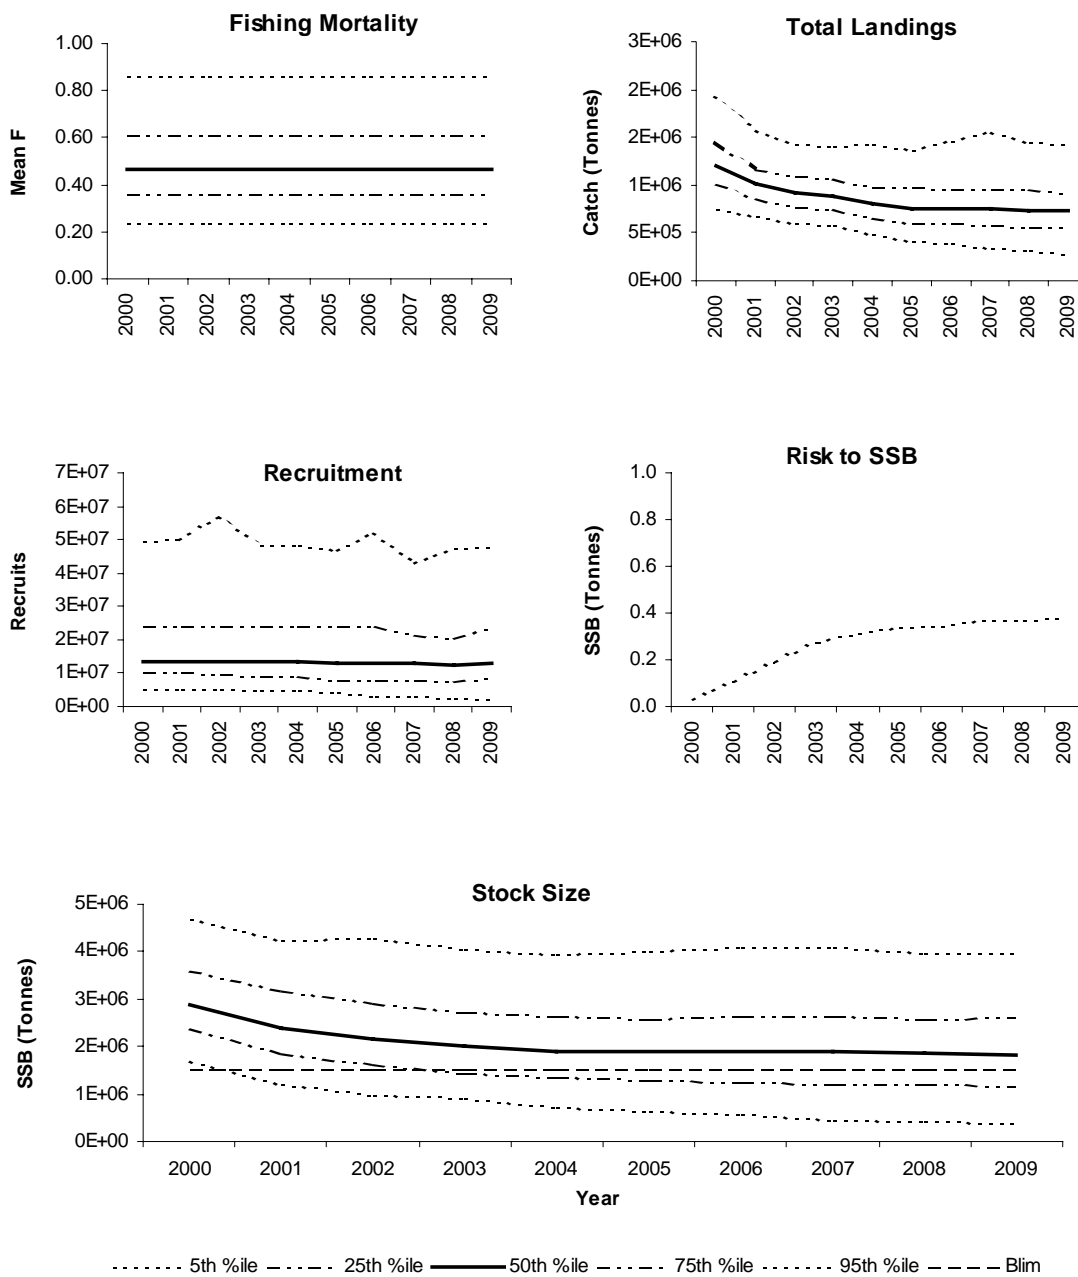 Fishing Mortality
Mean F
1.00
0.80
0.60
0.40
0.20
0.00
2000 2001 2002 2003 2004 2005 2006 2007 2008 2009
Total Landings
Catch (Tonnes)
3E+06
2E+06
2E+06
1E+06
5E+05
0E+00
2000 2001 2002 2003 2004 2005 2006 2007 2008 2009
Recruitment
Recruits
7E+07
6E+07
5E+07
4E+07
3E+07
2E+07
1E+07
0E+00
2000 2001 2002 2003 2004 2005 2006 2007 2008 2009
Risk to SSB
SSB (Tonnes)
1.0
0.8
0.6
0.4
0.2
0.0
2000 2001 2002 2003 2004 2005 2006 2007 2008 2009
Stock Size
SSB (Tonnes)
5E+06
4E+06
3E+06
2E+06
1E+06
0E+00
2000 2001 2002 2003 2004 2005 2006 2007 2008 2009
Year
5th %ile 25th %ile 50th %ile 75th %ile 95th %ile Blim